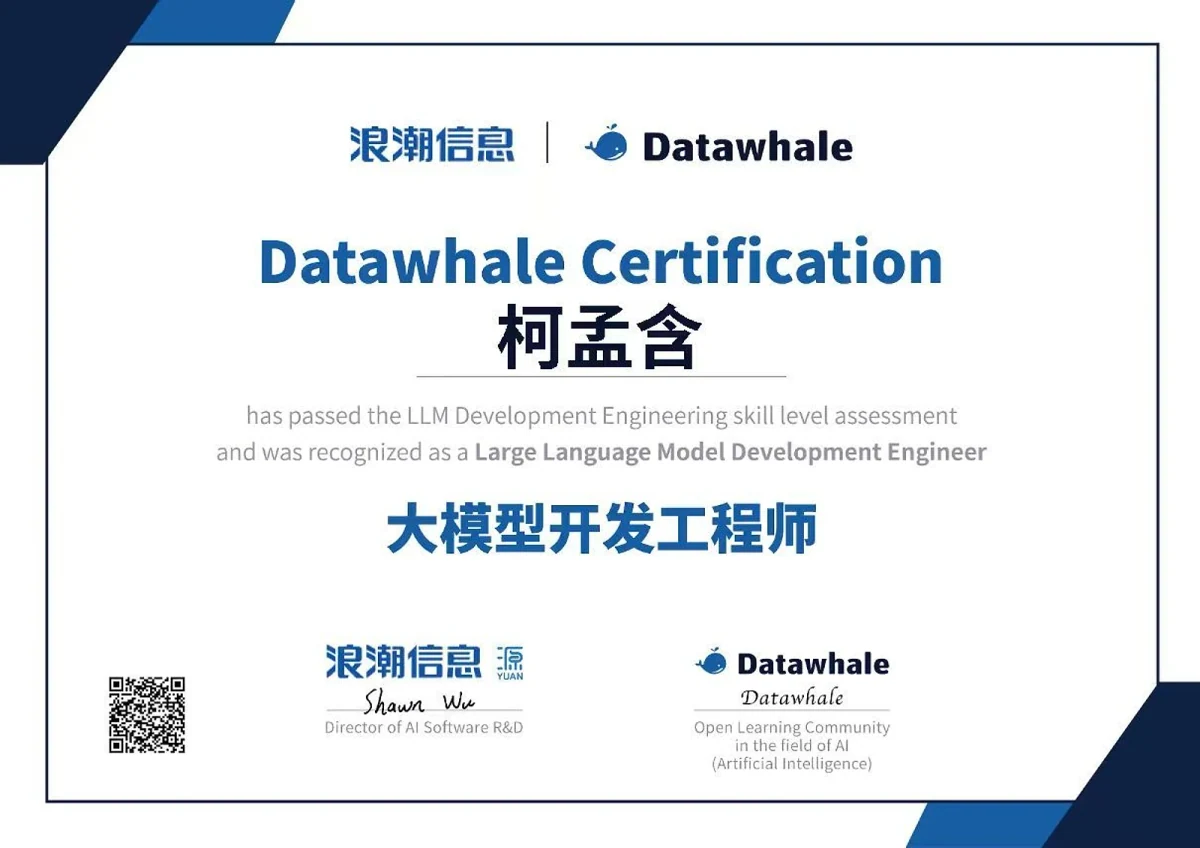 浪潮信息 | Datawhale
Datawhale Certification
柯孟含
has passed the LLM Development Engineering skill level assessment
and was recognized as a Large Language Model Development Engineer
大模型开发工程师
浪潮信息 源 YUAN
Shawn Wu
Director of AI Software R&D
Datawhale
Datawhale
Open Learning Community
in the field of AI
(Artificial Intelligence)